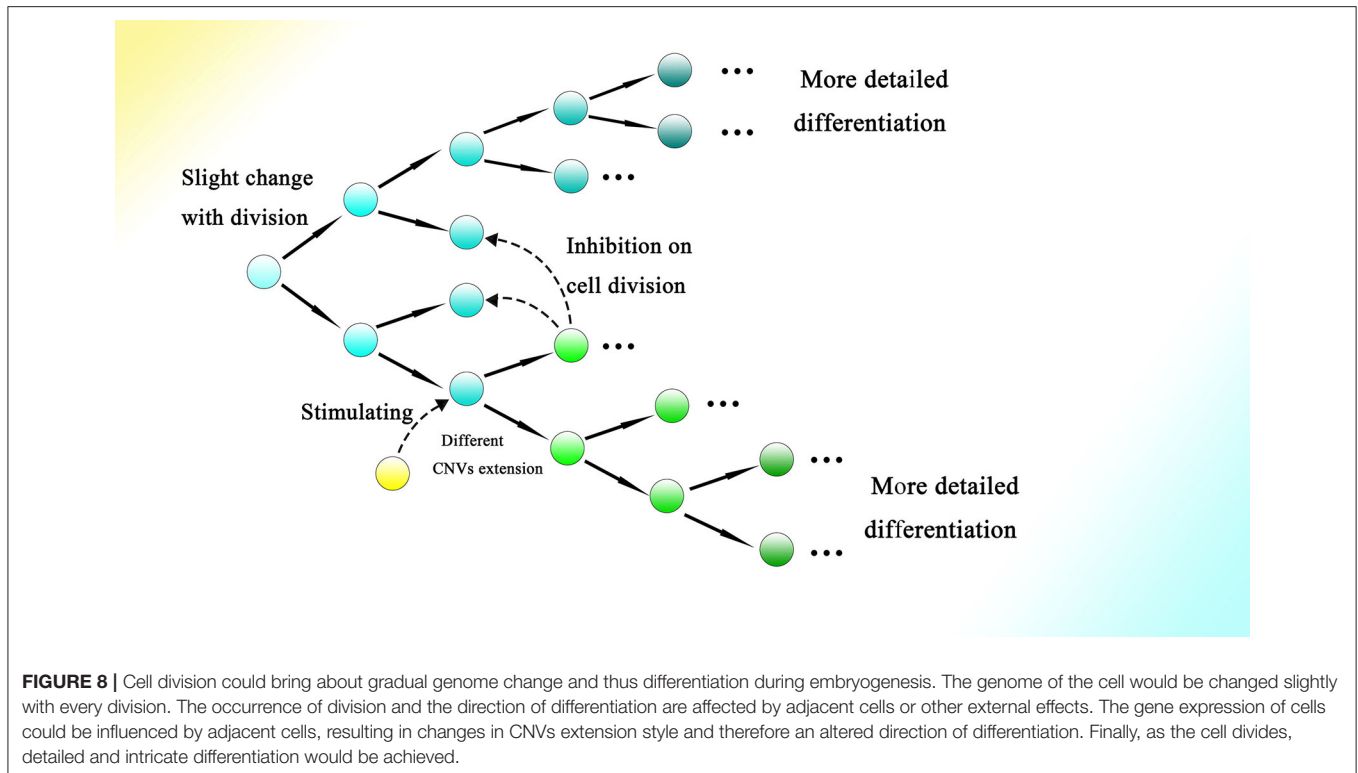 More detailed
differentiation
Slight change
with division
Inhibition on
cell division
Stimulating
Different
CNVs extension
More detailed
differentiation
FIGURE 8 | Cell division could bring about gradual genome change and thus differentiation during embryogenesis. The genome of the cell would be changed slightly
with every division. The occurrence of division and the direction of differentiation are affected by adjacent cells or other external effects. The gene expression of cells
could be influenced by adjacent cells, resulting in changes in CNVs extension style and therefore an altered direction of differentiation. Finally, as the cell divides,
detailed and intricate differentiation would be achieved.